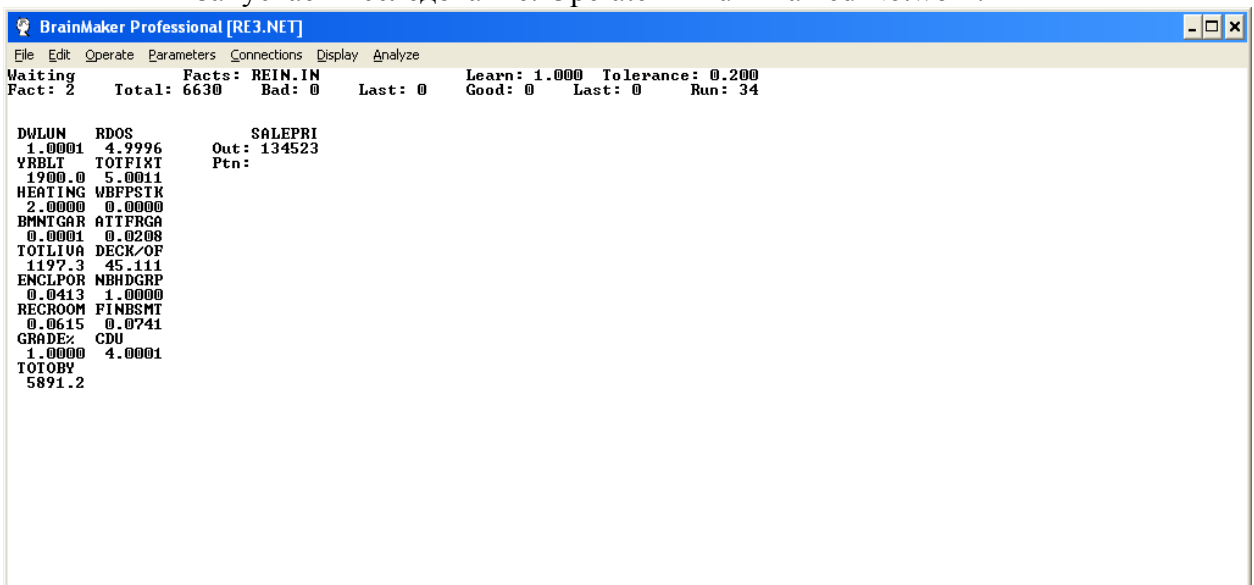 BrainMaker Professional [RE3.NET]
File Edit Operate Parameters Connections Display Analyze
Waiting Facts: REIN.IN Learn: 1.000 Tolerance: 0.200
Fact: 2 Total: 6630 Bad: 0 Last: 0 Good: 0 Last: 0 Run: 34
DWLUN RDOS SALEPRI
1.0001 4.9996 Out: 134523
YRBLT TOTFIXT Ptn:
1900.0 5.0011
HEATING WBFPSTK
2.0000 0.0000
BMNTGAR ATTFRGA
0.0001 0.0208
TOTLIVA DECK/OF
1197.3 45.111
ENCLPOR NBHDGRP
0.0413 1.0000
RECROOM FINBSMT
0.0615 0.0741
GRADE% CDU
1.0000 4.0001
TOTOBY
5891.2